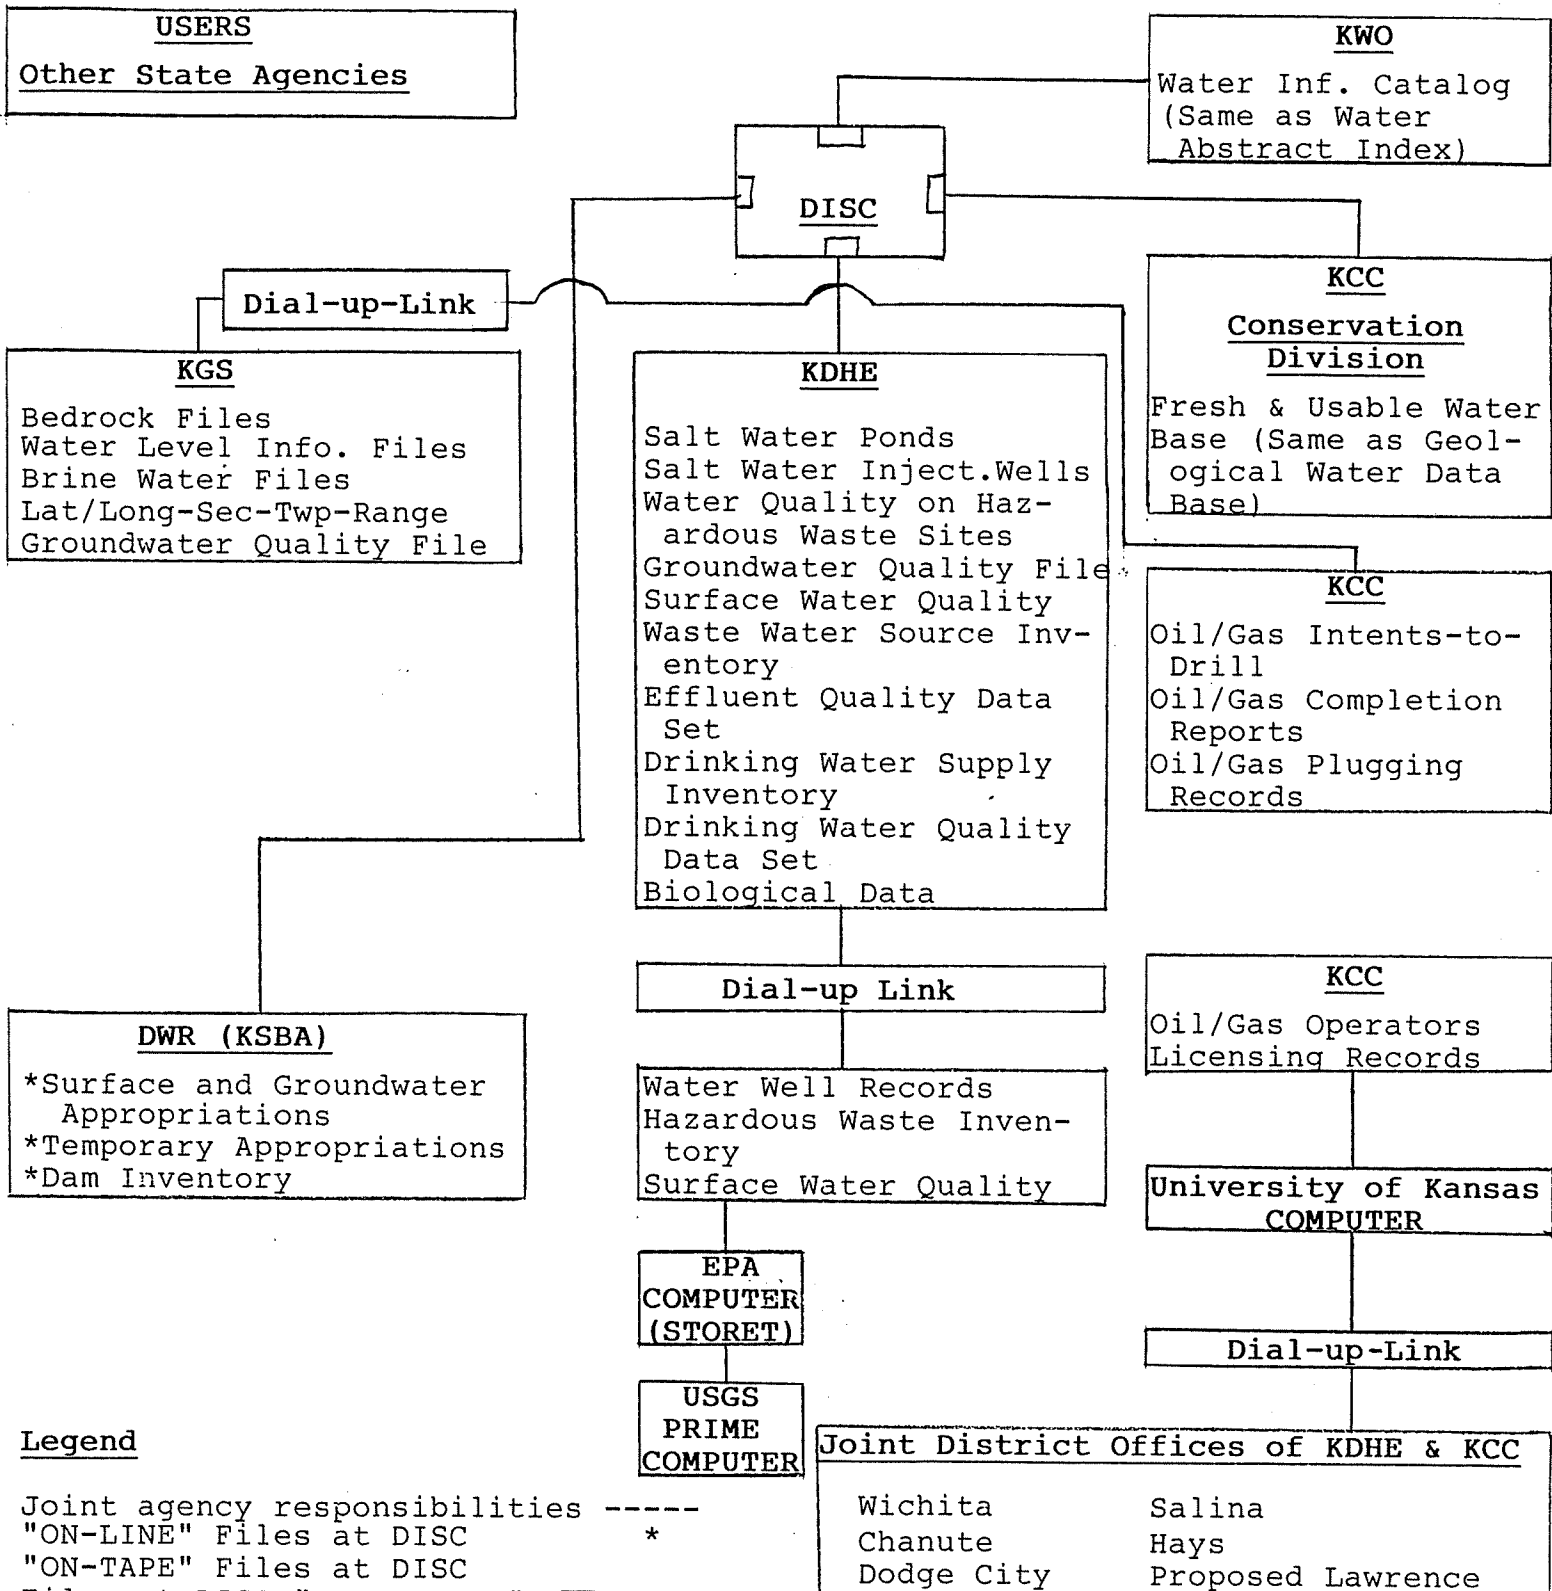 USERS
Other State Agencies
KWO
Water Inf. Catalog
(Same as Water
Abstract Index)
DISC
Dial-up-Link
KCC
Conservation
Division
Fresh & Usable Water
Base (Same as Geol-
ogical Water Data
Base)
KGS
Bedrock Files
Water Level Info. Files
Brine Water Files
Lat/Long-Sec-Twp-Range
Groundwater Quality File
KDHE
Salt Water Ponds
Salt Water Inject.Wells
Water Quality on Haz-
ardous Waste Sites
Groundwater Quality File
Surface Water Quality
Waste Water Source Inv-
entory
Effluent Quality Data
Set
Drinking Water Supply
Inventory
Drinking Water Quality
Data Set
Biological Data
KCC
Oil/Gas Intents-to-
Drill
Oil/Gas Completion
Reports
Oil/Gas Plugging
Records
Dial-up Link
KCC
Oil/Gas Operators
Licensing Records
DWR (KSBA)
*Surface and Groundwater
Appropriations
*Temporary Appropriations
*Dam Inventory
Water Well Records
Hazardous Waste Inven-
tory
Surface Water Quality
University of Kansas
COMPUTER
EPA
COMPUTER
(STORET)
Dial-up-Link
USGS
PRIME
COMPUTER
Legend
Joint agency responsibilities -----
"ON-LINE" Files at DISC *
"ON-TAPE" Files at DISC
Joint District Offices of KDHE & KCC
Wichita Salina
Chanute Hays
Dodge City Proposed Lawrence